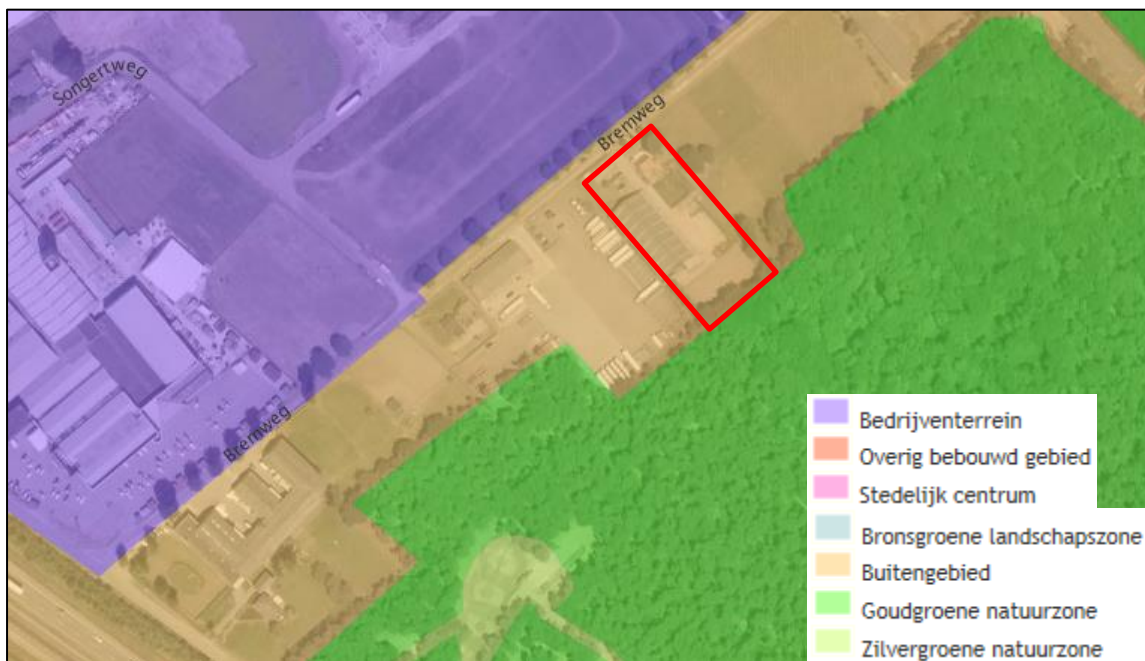 Songertweg
Bremweg
Bremweg
Bedrijventerrein
Overig bebouwd gebied
Stedelijk centrum
Bronsgroene landschapszone
Buitengebied
Goudgroene natuurzone
Zilvergroene natuurzone